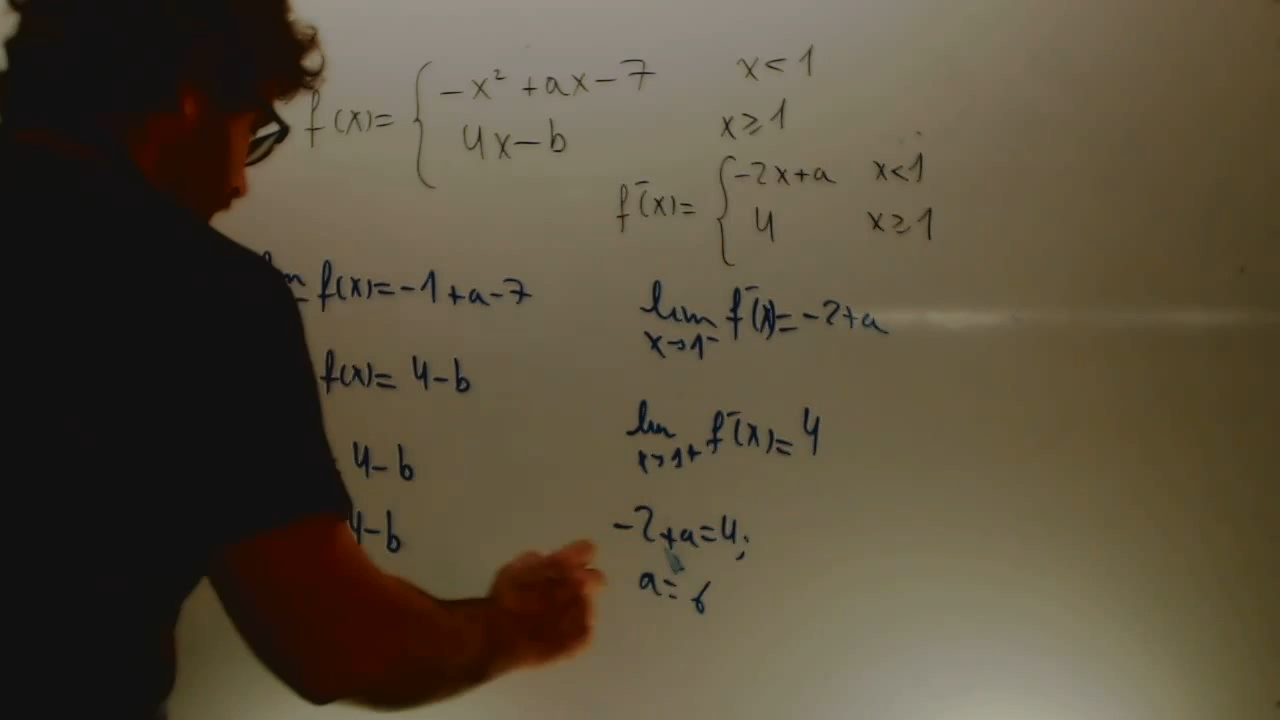 f(x)= { -x² +ax-7 x<1
4x-b x≥1
f'(x)= { -2x+a x<1
4 x≥1
f(x)=-1+a-7
f(x)= 4-b
4-b
4-b
lim f'(x)=-2+a
x→1⁻
lim f'(x)=4
x→1⁺
-2+a=4;
a=6